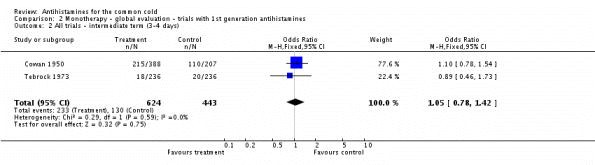 Review: Antihistamines for the common cold
Comparison: 2 Monotherapy - global evaluation - trials with 1st generation antihistamines
Outcome: 2 All trials - intermediate term (3-4 days)
Study or subgroup Treatment Control Odds Ratio Weight Odds Ratio
n/N n/N M-H,Fixed,95% CI M-H,Fixed,95% CI
Cowan 1950 215/388 110/207 77.6 % 1.10 [ 0.78, 1.54 ]
Tebrock 1973 18/236 20/236 22.4 % 0.89 [ 0.46, 1.73 ]
Total (95% CI) 624 443 100.0 % 1.05 [ 0.78, 1.42 ]
Total events: 233 (Treatment), 130 (Control)
Heterogeneity: Chi² = 0.29, df = 1 (P = 0.59); I² =0.0%
Test for overall effect: Z = 0.32 (P = 0.75)
0.1 0.2 0.5 1 2 5 10
Favours treatment Favours control